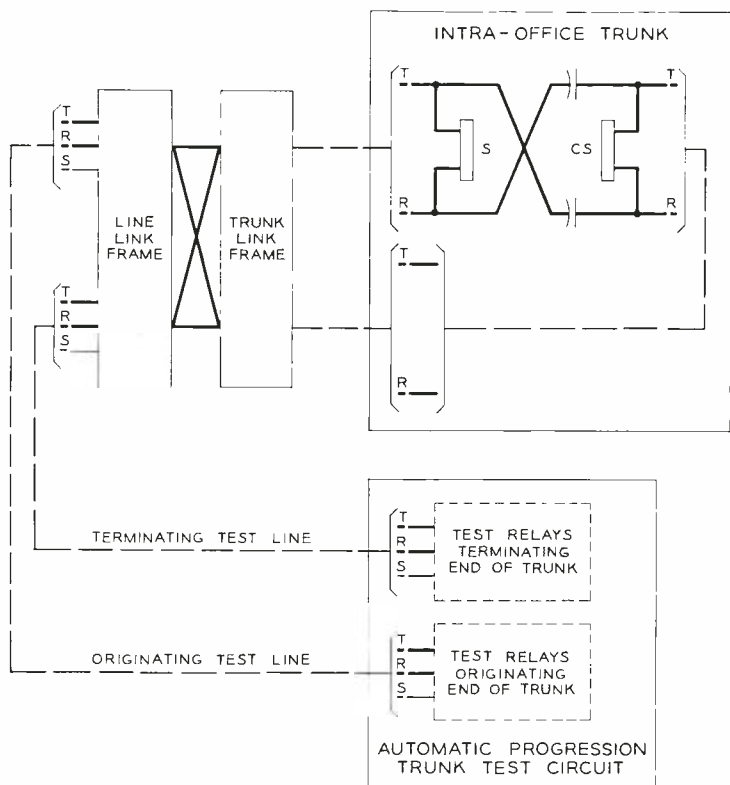 INTRA-OFFICE TRUNK
T
R
S
LINE
LINK
FRAME
TRUNK
LINK
FRAME
T
R
S
T
S
R
CS
T
R
T
R
TERMINATING TEST LINE
T
R
S
TEST RELAYS
TERMINATING
END OF TRUNK
ORIGINATING TEST LINE
T
R
S
TEST RELAYS
ORIGINATING
END OF TRUNK
AUTOMATIC PROGRESSION
TRUNK TEST CIRCUIT